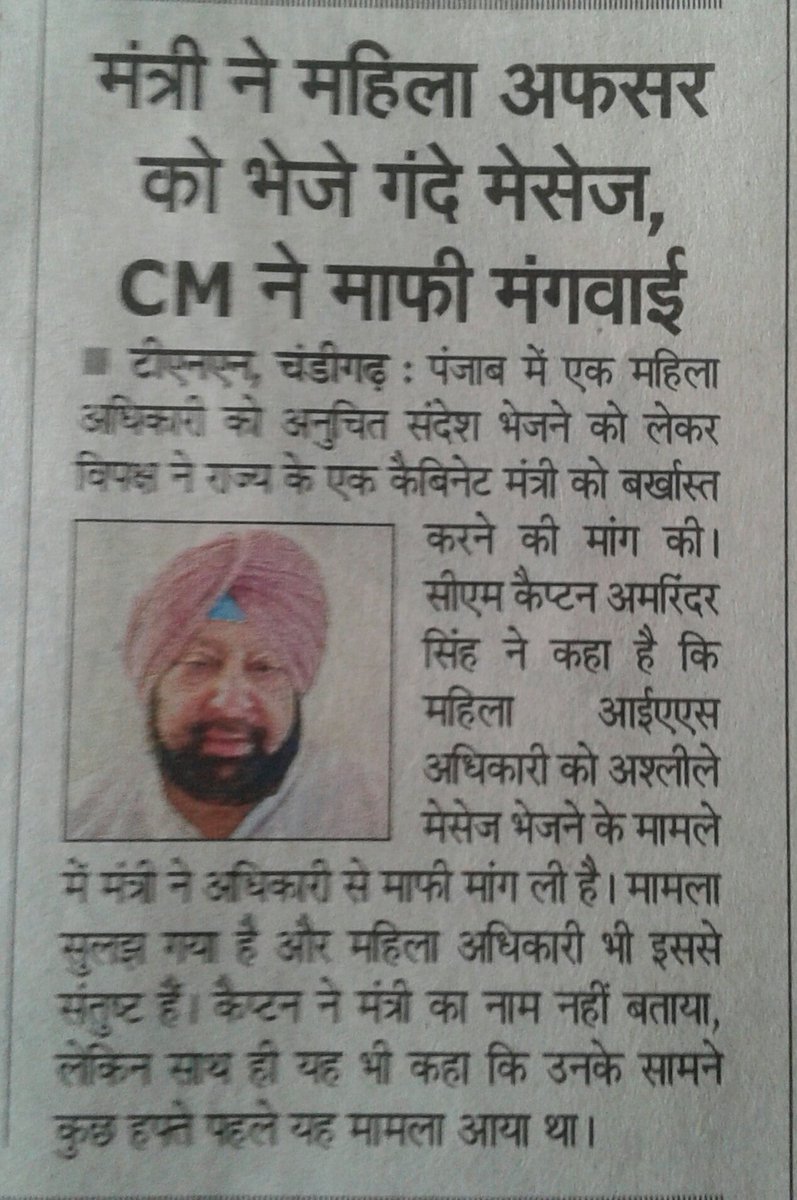 मंत्री ने महिला अफसर
को भेजे गंदे मेसेज,
CM ने माफी मंगवाई
■ टीएनएन, चंडीगढ़ : पंजाब में एक महिला
अधिकारी को अनुचित संदेश भेजने को लेकर
विपक्ष ने राज्य के एक कैबिनेट मंत्री को बर्खास्त
करने की मांग की।
सीएम कैप्टन अमरिंदर
सिंह ने कहा है कि
महिला आईएएस
अधिकारी को अश्लीले
मेसेज भेजने के मामले
में मंत्री ने अधिकारी से माफी मांग ली है। मामला
सुलझ गया है और महिला अधिकारी भी इससे
संतुष्ट हैं। कैप्टन ने मंत्री का नाम नहीं बताया,
लेकिन साथ ही यह भी कहा कि उनके सामने
कुछ हफ्ते पहले यह मामला आया था।